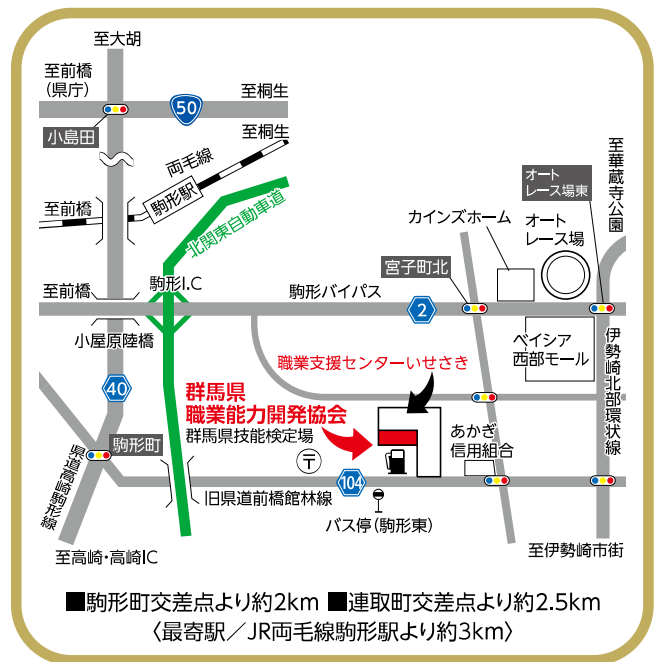 至大胡
至前橋
(県庁)
至桐生
50
小島田
至桐生
両毛線
駒形駅
至前橋
北関東自動車道
至華蔵寺公園
オート
レース場東
カインズホーム
オート
レース場
宮子町北
駒形I.C
至前橋
駒形バイパス
2
小屋原陸橋
ベイシア
西部モール
伊勢崎北部環状線
職業支援センターいせさき
40
群馬県
職業能力開発協会
群馬県技能検定場
駒形町
あかぎ
信用組合
〒
104
県道高崎駒形線
旧県道前橋館林線
バス停(駒形東)
至高崎・高崎IC
至伊勢崎市街
■駒形町交差点より約2km ■連取町交差点より約2.5km
〈最寄駅／JR両毛線駒形駅より約3km〉